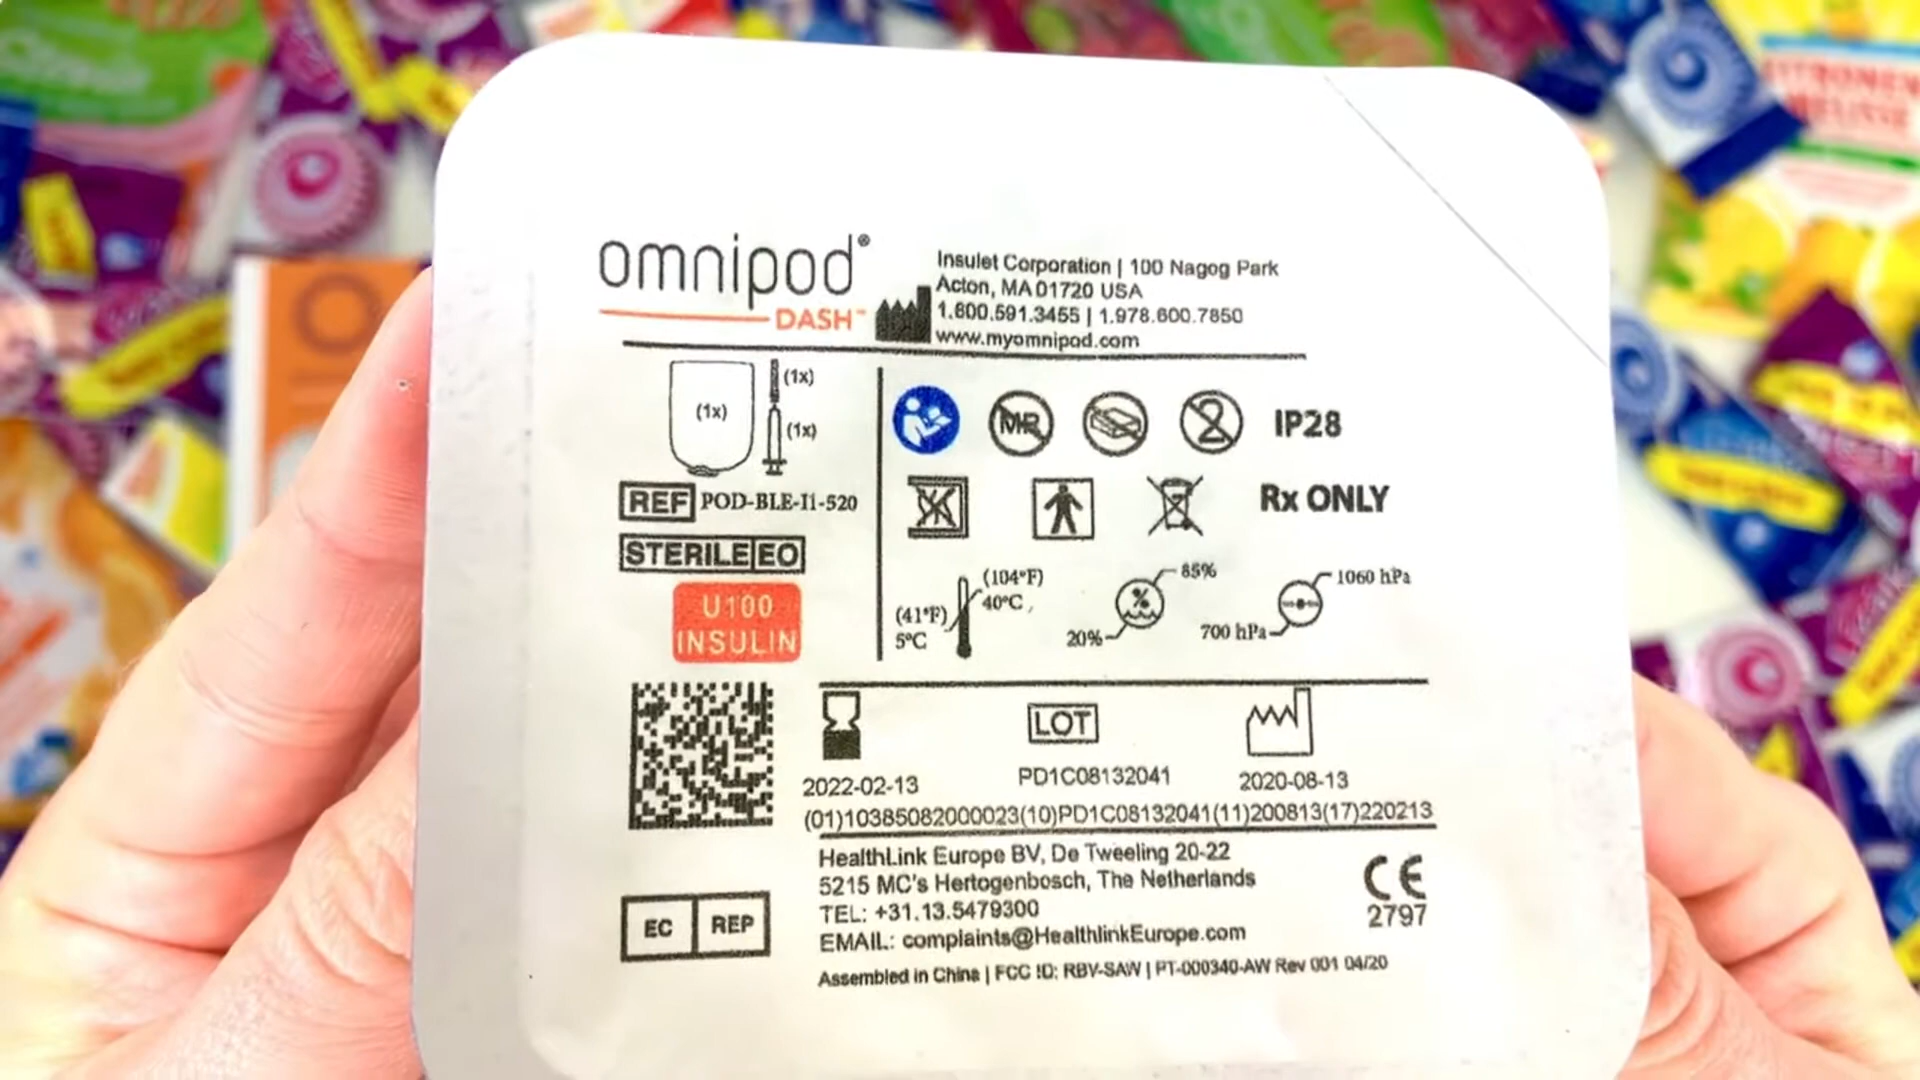 omnipod®
DASH™
Insulet Corporation | 100 Nagog Park
Acton, MA 01720 USA
1.800.591.3455 | 1.978.600.7850
www.myomnipod.com
(1x)
(1x)
(1x)
REF POD-BLE-I1-520
STERILE EO
U100
INSULIN
MR
IP28
Rx ONLY
(104°F)
40°C
(41°F)
5°C
85%
20%
1060 hPa
700 hPa
LOT
2022-02-13
PD1C08132041
2020-08-13
(01)10385082000023(10)PD1C08132041(11)200813(17)220213
HealthLink Europe BV, De Tweeling 20-22
5215 MC's Hertogenbosch, The Netherlands
TEL: +31.13.5479300
EMAIL: complaints@HealthlinkEurope.com
EC REP
CE
2797
Assembled in China | FCC ID: RBV-SAW | PT-000340-AW Rev 001 04/20